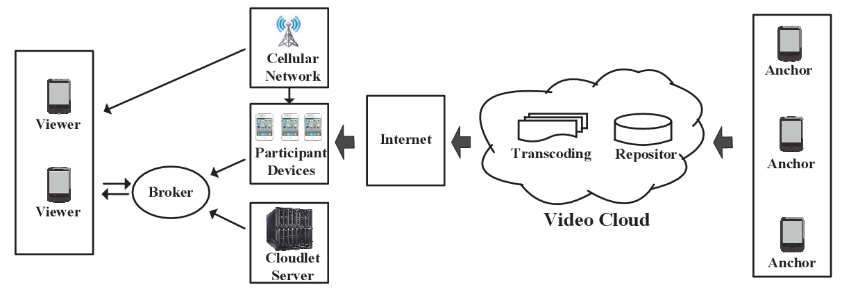 Viewer
Viewer
Broker
Cellular
Network
Participant
Devices
Cloudlet
Server
Internet
Transcoding
Repositor
Video Cloud
Anchor
Anchor
Anchor